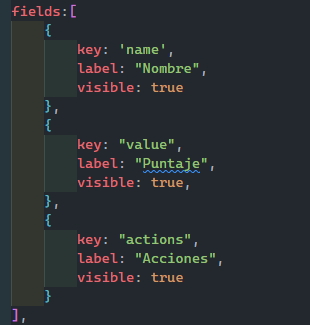 fields:[
{
key: 'name',
label: "Nombre",
visible: true
},
{
key: "value",
label: "Puntaje",
visible: true,
},
{
key: "actions",
label: "Acciones",
visible: true
}
],